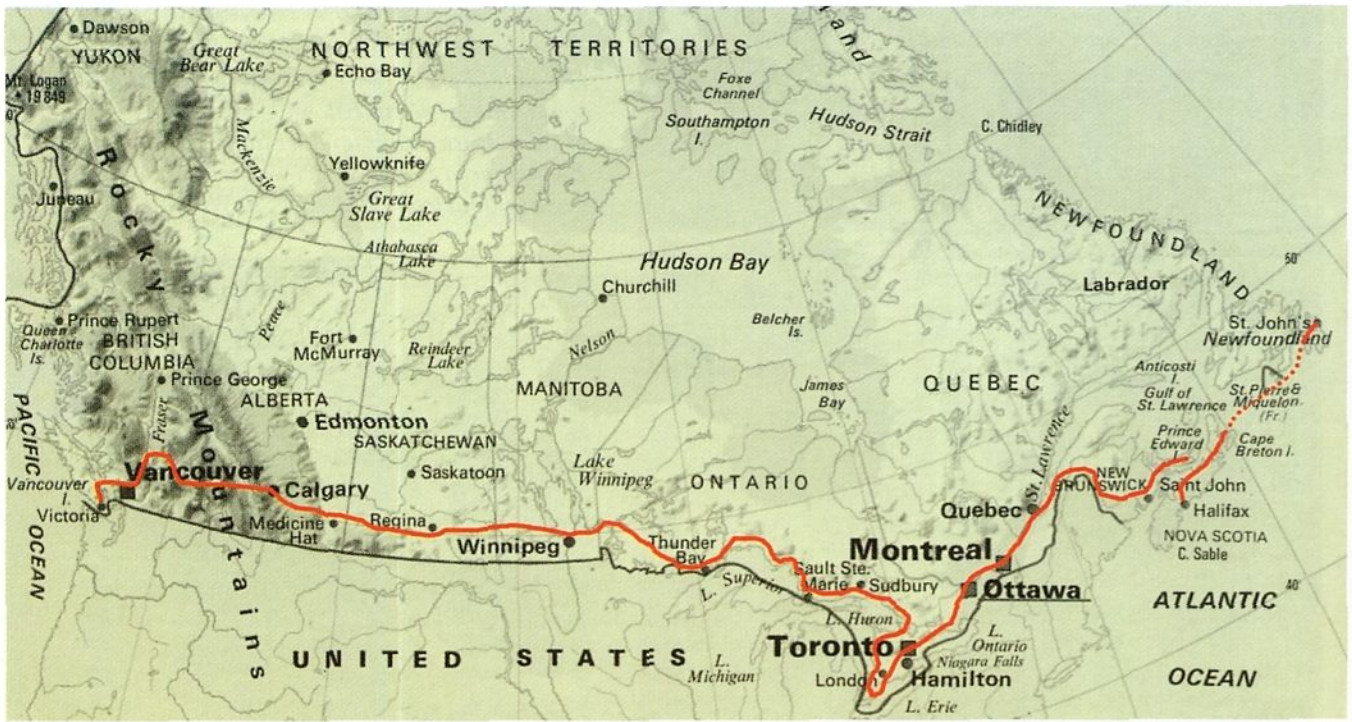 Dawson
YUKON
Great
Bear Lake
NORTHWEST TERRITORIES
Echo Bay
Mt. Logan
19 849
Foxe
Channel
Southampton
I.
Hudson Strait
C. Chidley
Mackenzie
Yellowknife
Great
Slave Lake
Juneau
Rocky Mountains
Athabasca
Lake
NEWFOUNDLAND
Labrador
Hudson Bay
Churchill
60°
Prince Rupert
Queen
Charlotte
Is.
BRITISH
COLUMBIA
Peace
Fort
McMurray
Reindeer
Lake
Nelson
Belcher
Is.
St. John's
Newfoundland
Prince George
ALBERTA
MANITOBA
James
Bay
QUEBEC
Anticosti
I.
Gulf of
St. Lawrence
St. Pierre &
Miquelon
(Fr.)
PACIFIC OCEAN
Fraser
Edmonton
SASKATCHEWAN
Saskatoon
Lake
Winnipeg
ONTARIO
St. Lawrence
Prince
Edward
I.
Cape
Breton I.
Vancouver
Vancouver
I.
Victoria
Calgary
Medicine
Hat
Regina
Winnipeg
Thunder
Bay
L. Superior
Sault Ste.
Marie
Sudbury
Quebec
NEW
BRUNSWICK
Saint John
Halifax
NOVA SCOTIA
C. Sable
Montreal
Ottawa
40°
ATLANTIC
OCEAN
UNITED STATES
L.
Michigan
L. Huron
Toronto
L.
Ontario
Niagara Falls
London
Hamilton
L. Erie